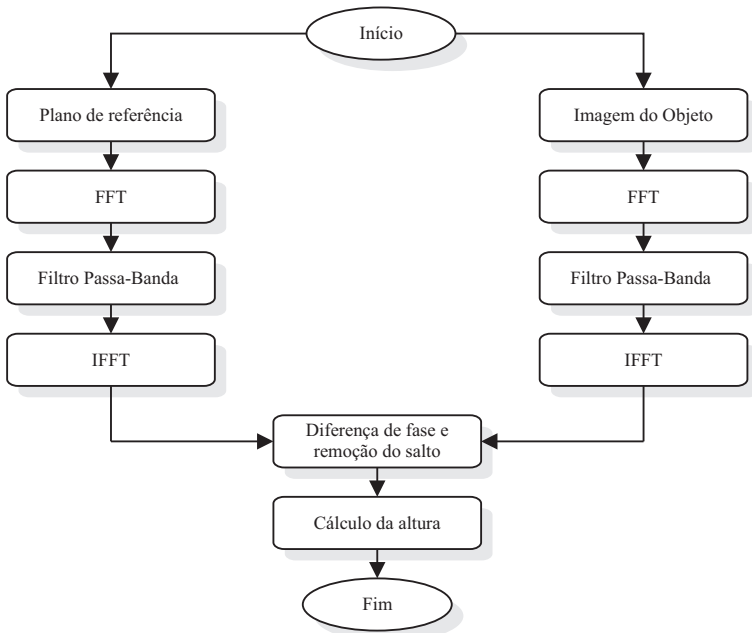 Início
Plano de referência
Imagem do Objeto
FFT
FFT
Filtro Passa-Banda
Filtro Passa-Banda
IFFT
IFFT
Diferença de fase e
remoção do salto
Cálculo da altura
Fim